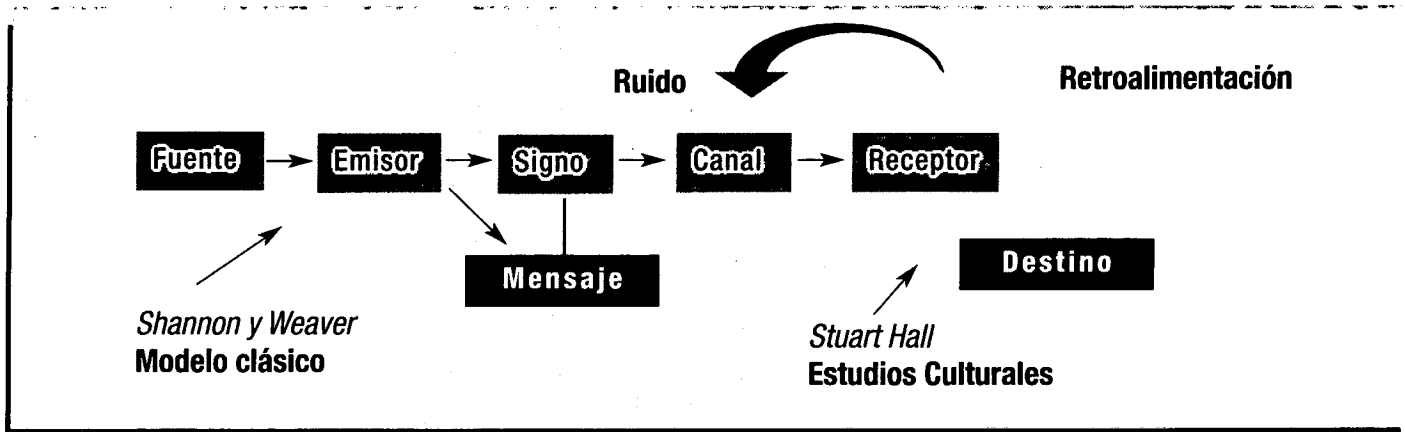 Ruido
Retroalimentación
Fuente
Emisor
Signo
Canal
Receptor
Mensaje
Destino
Shannon y Weaver
Modelo clásico
Stuart Hall
Estudios Culturales